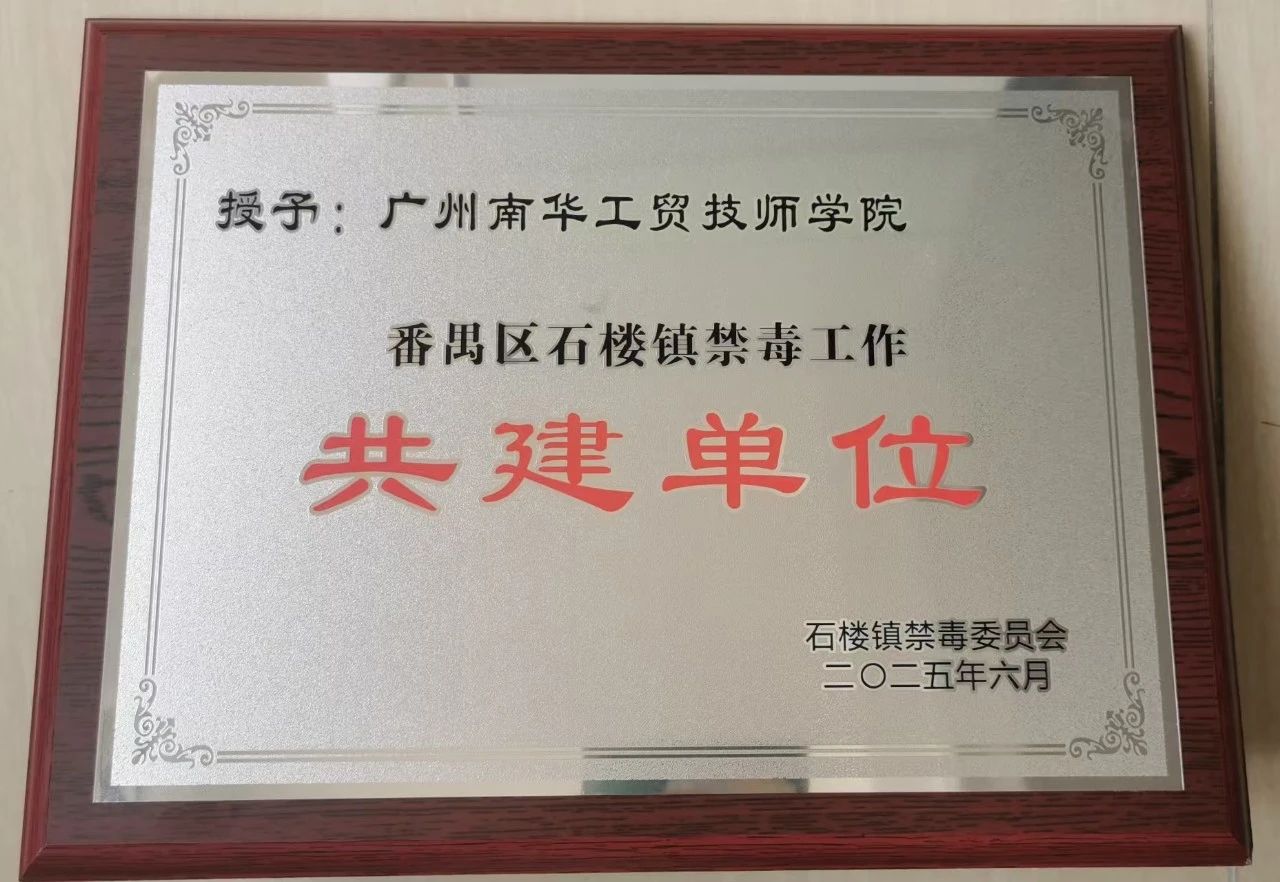 授予：广州南华工贸技师学院
番禺区石楼镇禁毒工作
共建单位
石楼镇禁毒委员会
二〇二五年六月